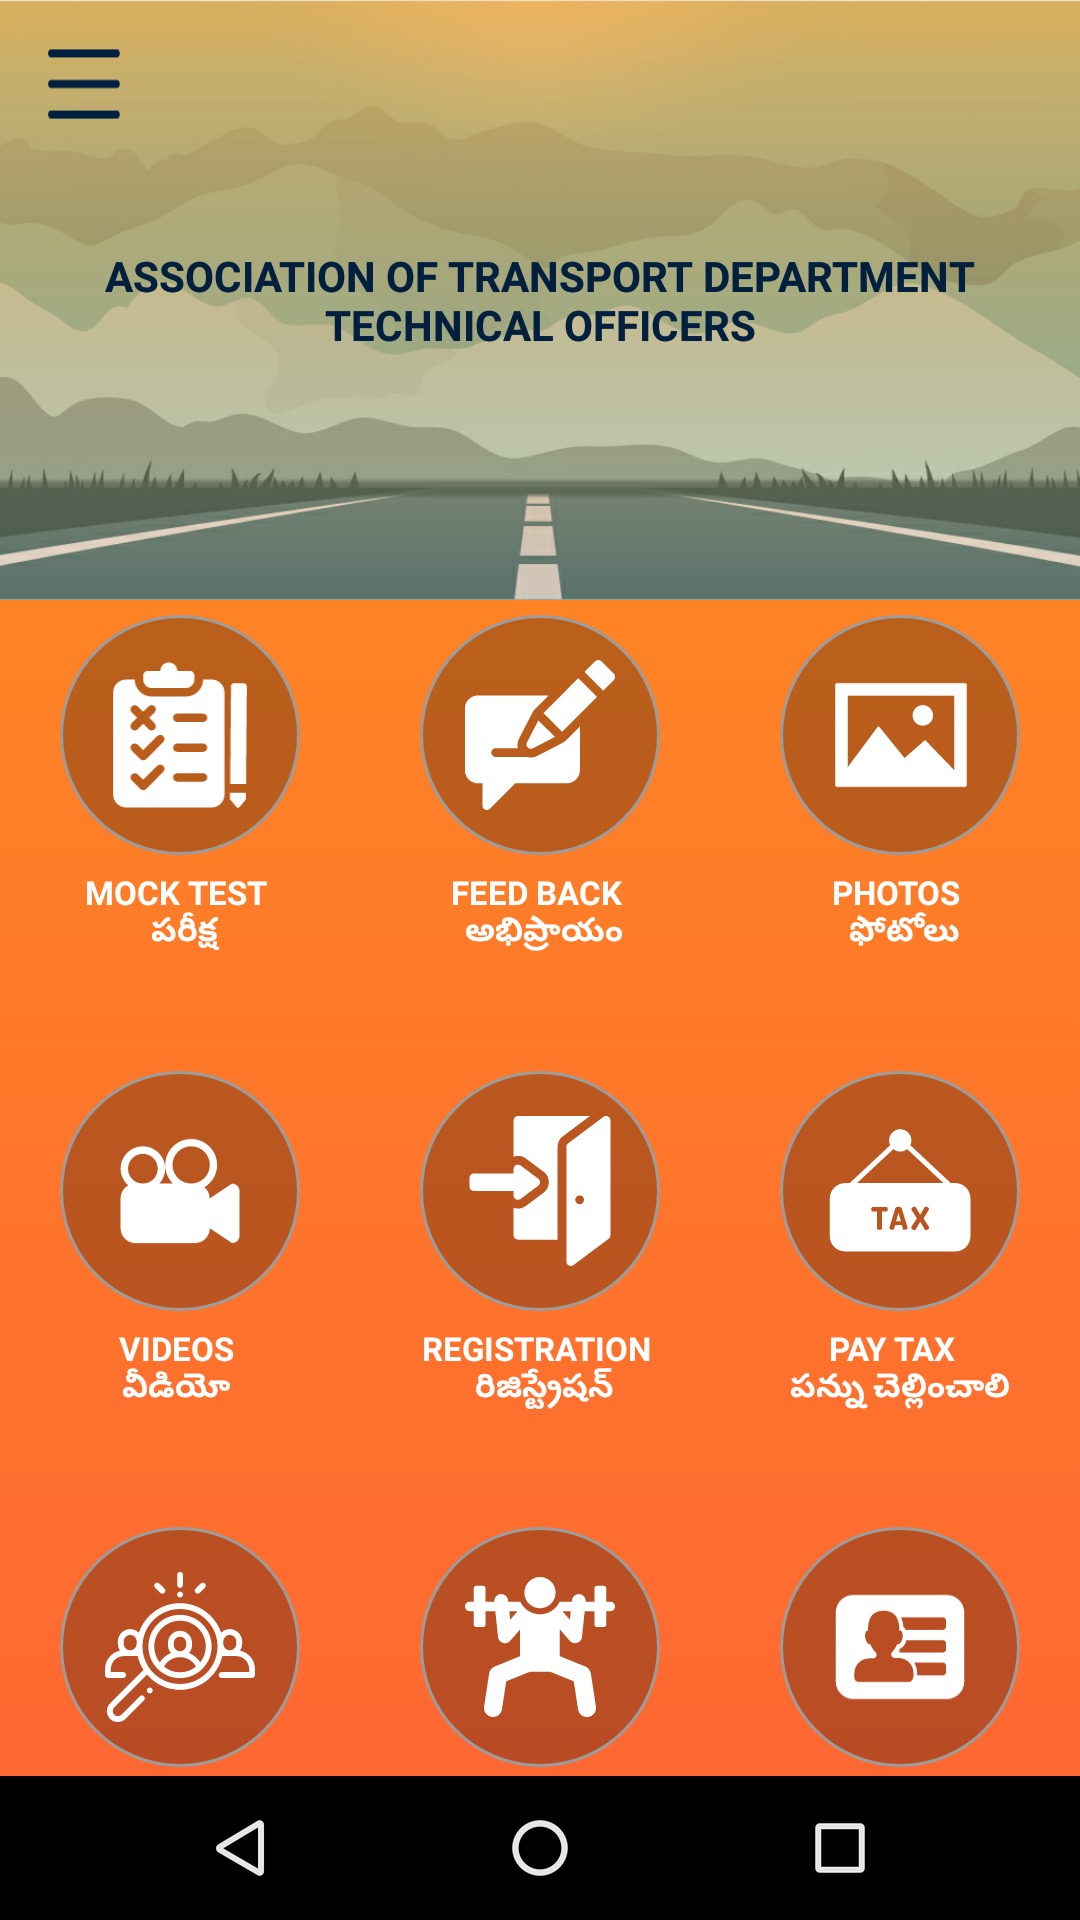 ASSOCIATION OF TRANSPORT DEPARTMENT
TECHNICAL OFFICERS
MOCK TEST
పరీక్ష
FEED BACK
అభిప్రాయం
PHOTOS
ఫోటోలు
VIDEOS
వీడియో
REGISTRATION
రిజిస్ట్రేషన్
TAX
PAY TAX
పన్ను చెల్లించాలి